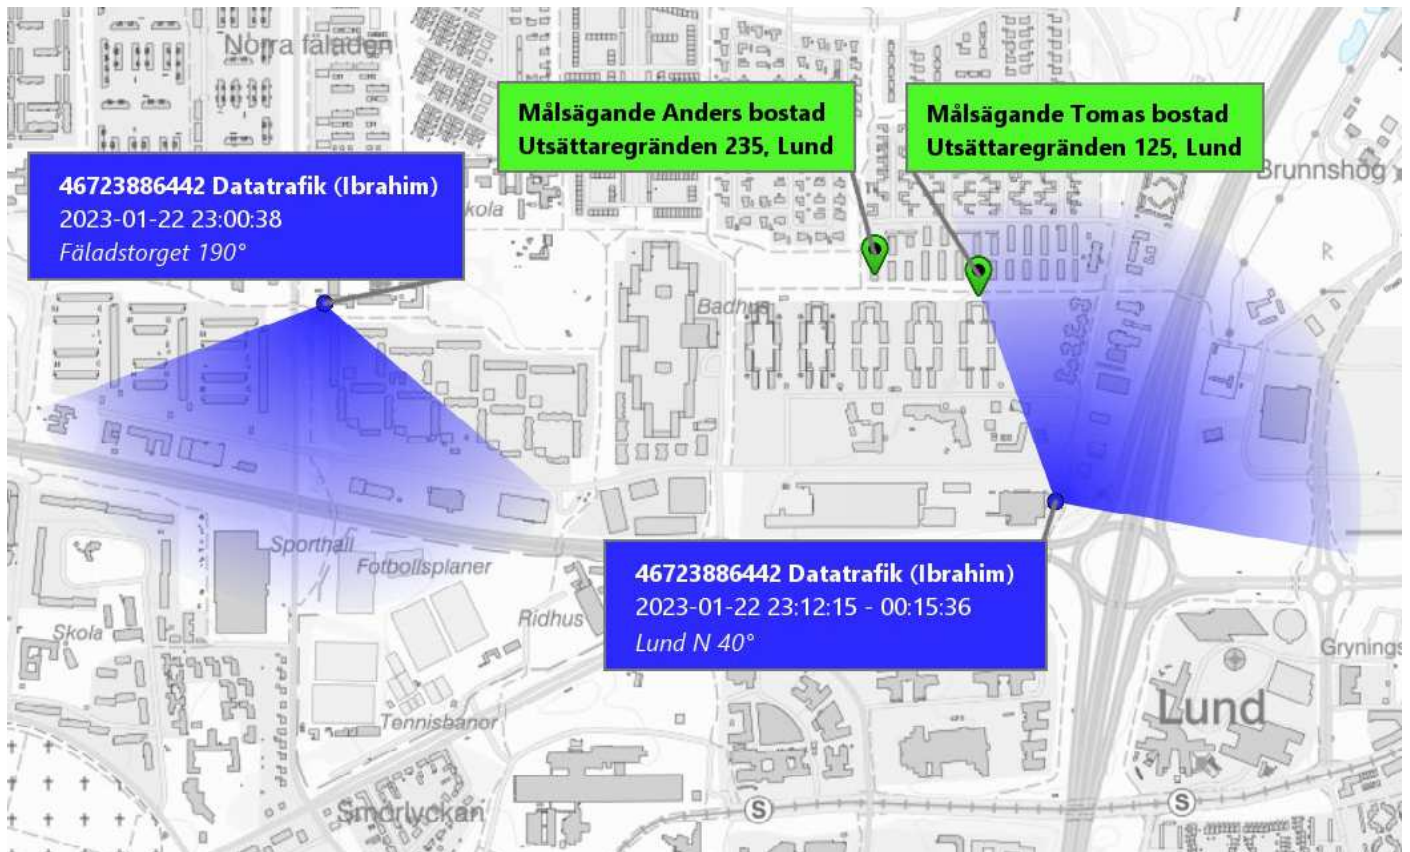 Norra fäladen
Målsägande Anders bostad
Utsättaregränden 235, Lund
Målsägande Tomas bostad
Utsättaregränden 125, Lund
Brunnshög
46723886442 Datatrafik (Ibrahim)
2023-01-22 23:00:38
Fäladstorget 190°
kola
R
Badhus
Sporthall
Fotbollsplaner
46723886442 Datatrafik (Ibrahim)
2023-01-22 23:12:15 - 00:15:36
Lund N 40°
Ridhus
Skola
Grynings
Lund
Tennisbanor
Smörlyckan
S
S